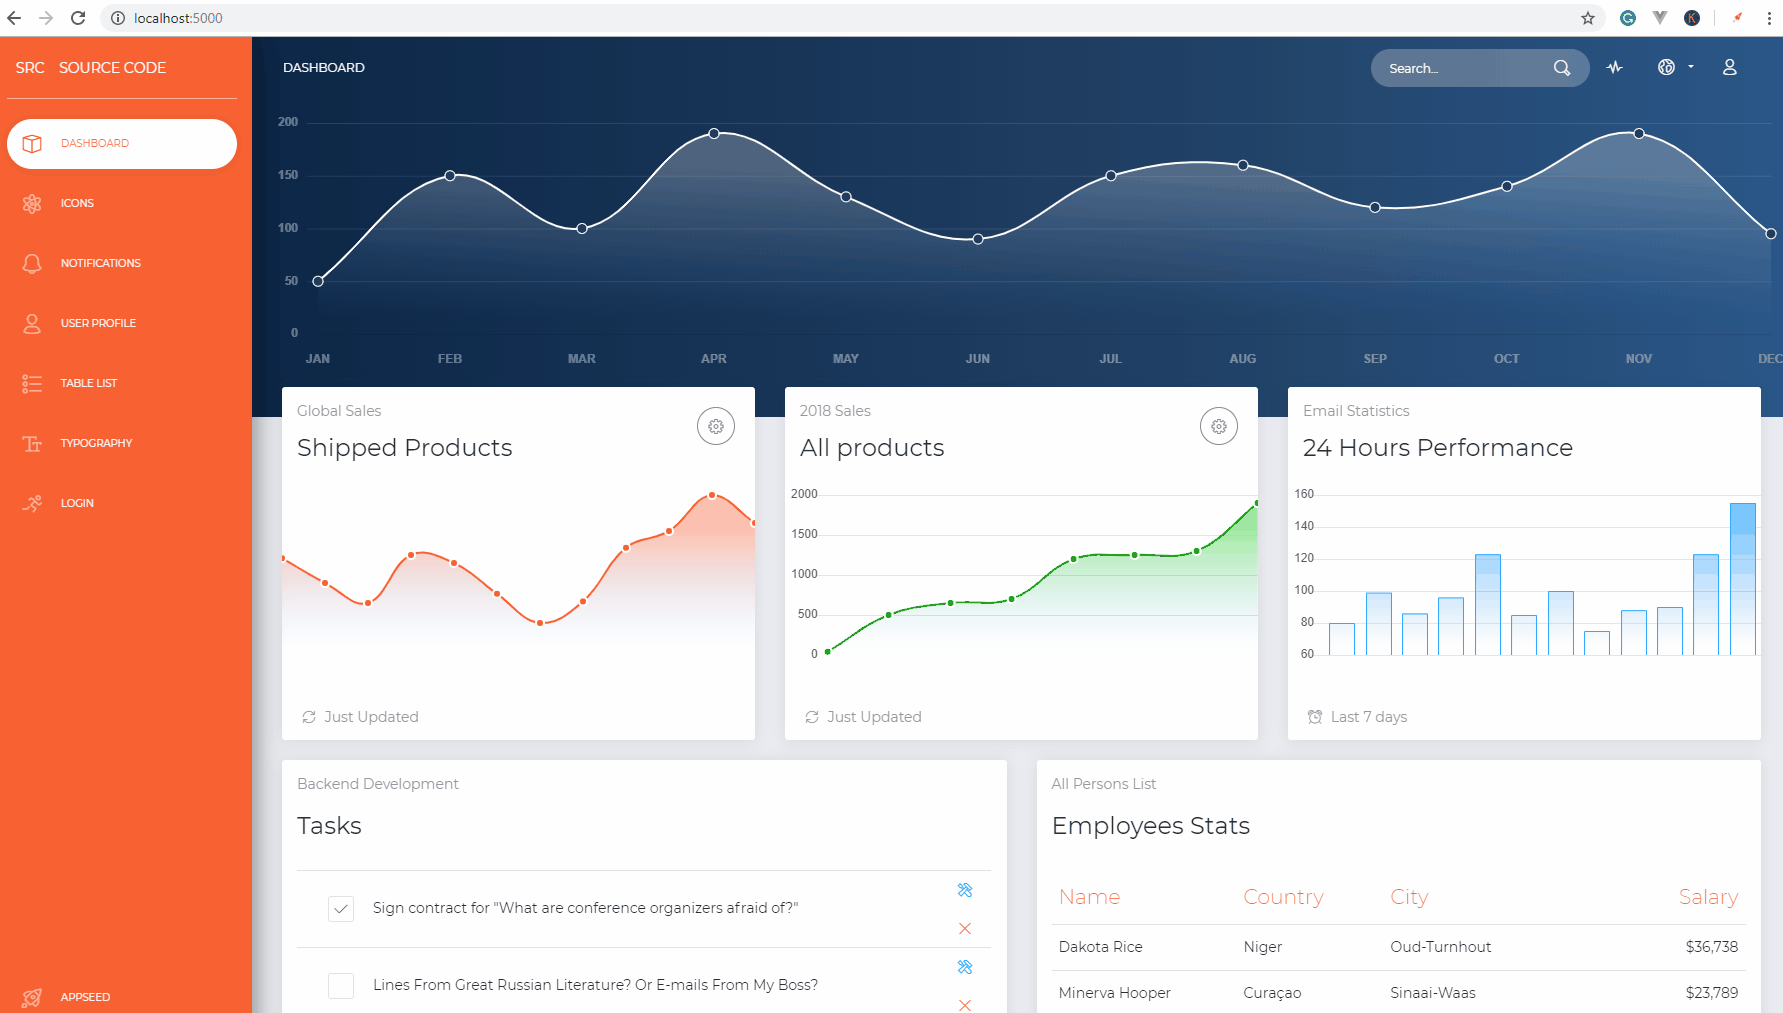 localhost:5000
SRC SOURCE CODE
DASHBOARD
ICONS
NOTIFICATIONS
USER PROFILE
TABLE LIST
TYPOGRAPHY
LOGIN
APPSEED
DASHBOARD
Search...
200
150
100
50
0
JAN FEB MAR APR MAY JUN JUL AUG SEP OCT NOV DEC
Global Sales
Shipped Products
Just Updated
2018 Sales
All products
2000
1500
1000
500
0
Just Updated
Email Statistics
24 Hours Performance
160
140
120
100
80
60
Last 7 days
Backend Development
Tasks
Sign contract for "What are conference organizers afraid of?"
Lines From Great Russian Literature? Or E-mails From My Boss?
All Persons List
Employees Stats
Name Country City Salary
Dakota Rice Niger Oud-Turnhout $36,738
Minerva Hooper Curaçao Sinaai-Waas $23,789